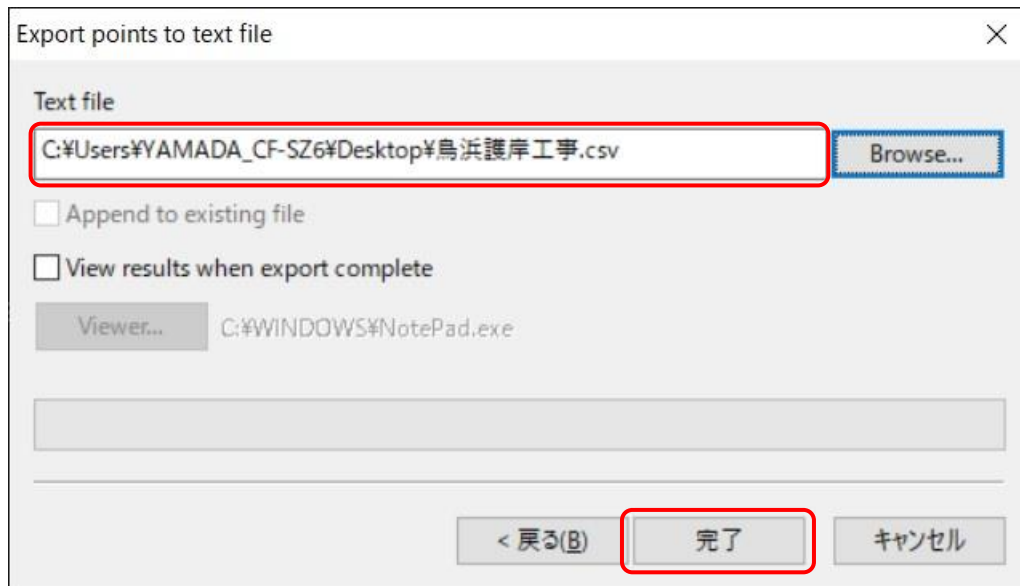 Export points to text file
Text file
C:¥Users¥YAMADA_CF-SZ6¥Desktop¥鳥浜護岸工事.csv
Browse...
Append to existing file
View results when export complete
Viewer...
C:¥WINDOWS¥NotePad.exe
< 戻る(B)
完了
キャンセル